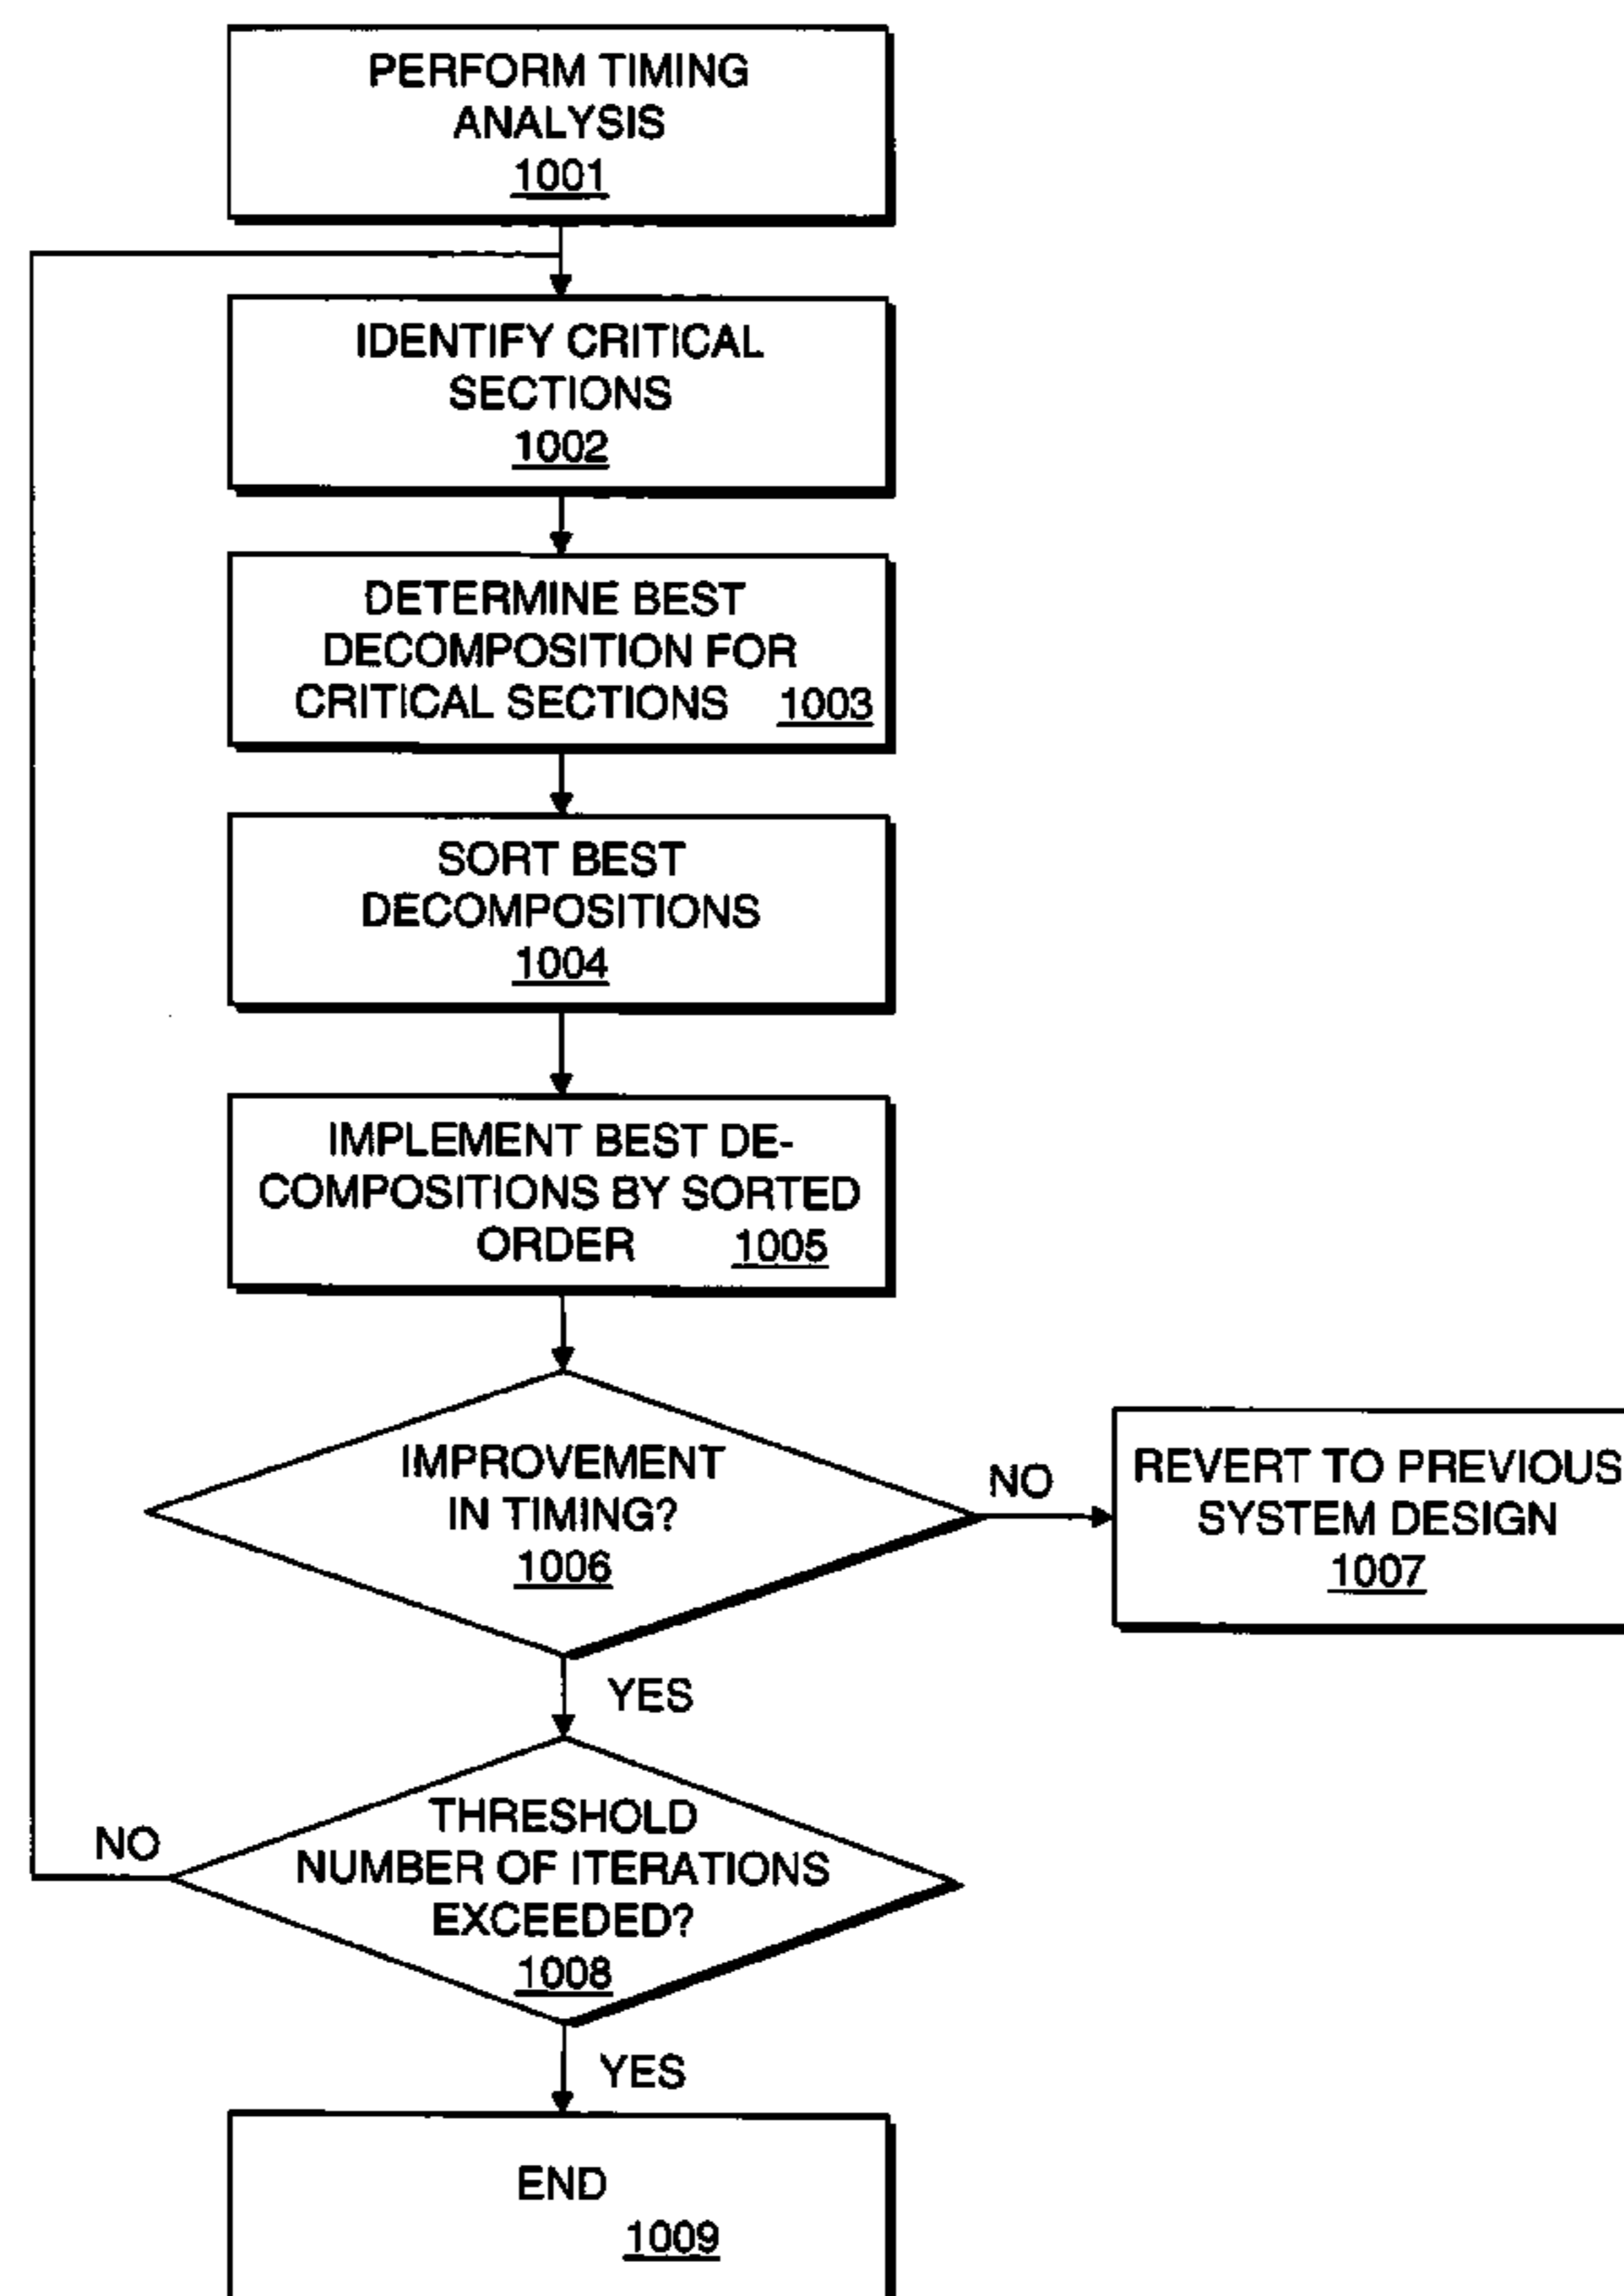 PERFORM TIMING
ANALYSIS
1001
IDENTIFY CRITICAL
SECTIONS
1002
DETERMINE BEST
DECOMPOSITION FOR
CRITICAL SECTIONS 1003
SORT BEST
DECOMPOSITIONS
1004
IMPLEMENT BEST DE-
COMPOSITIONS BY SORTED
ORDER 1005
IMPROVEMENT
IN TIMING?
1006
NO
REVERT TO PREVIOUS
SYSTEM DESIGN
1007
YES
THRESHOLD
NUMBER OF ITERATIONS
EXCEEDED?
1008
NO
YES
END
1009